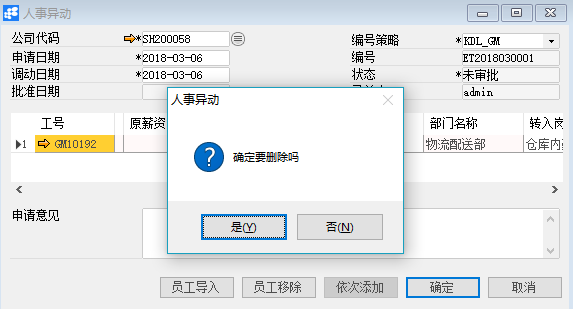 人事异动
公司代码 *SH200058 编号策略 *KDL_GM
申请日期 *2018-03-06 编号 ET2018030001
调动日期 *2018-03-06 状态 *未审批
批准日期 admin
工号 原薪资 部门名称 转入岗
1 GM10192 物流配送部 仓库内
申请意见
人事异动
确定要删除吗
是(Y) 否(N)
员工导入 员工移除 依次添加 确定 取消